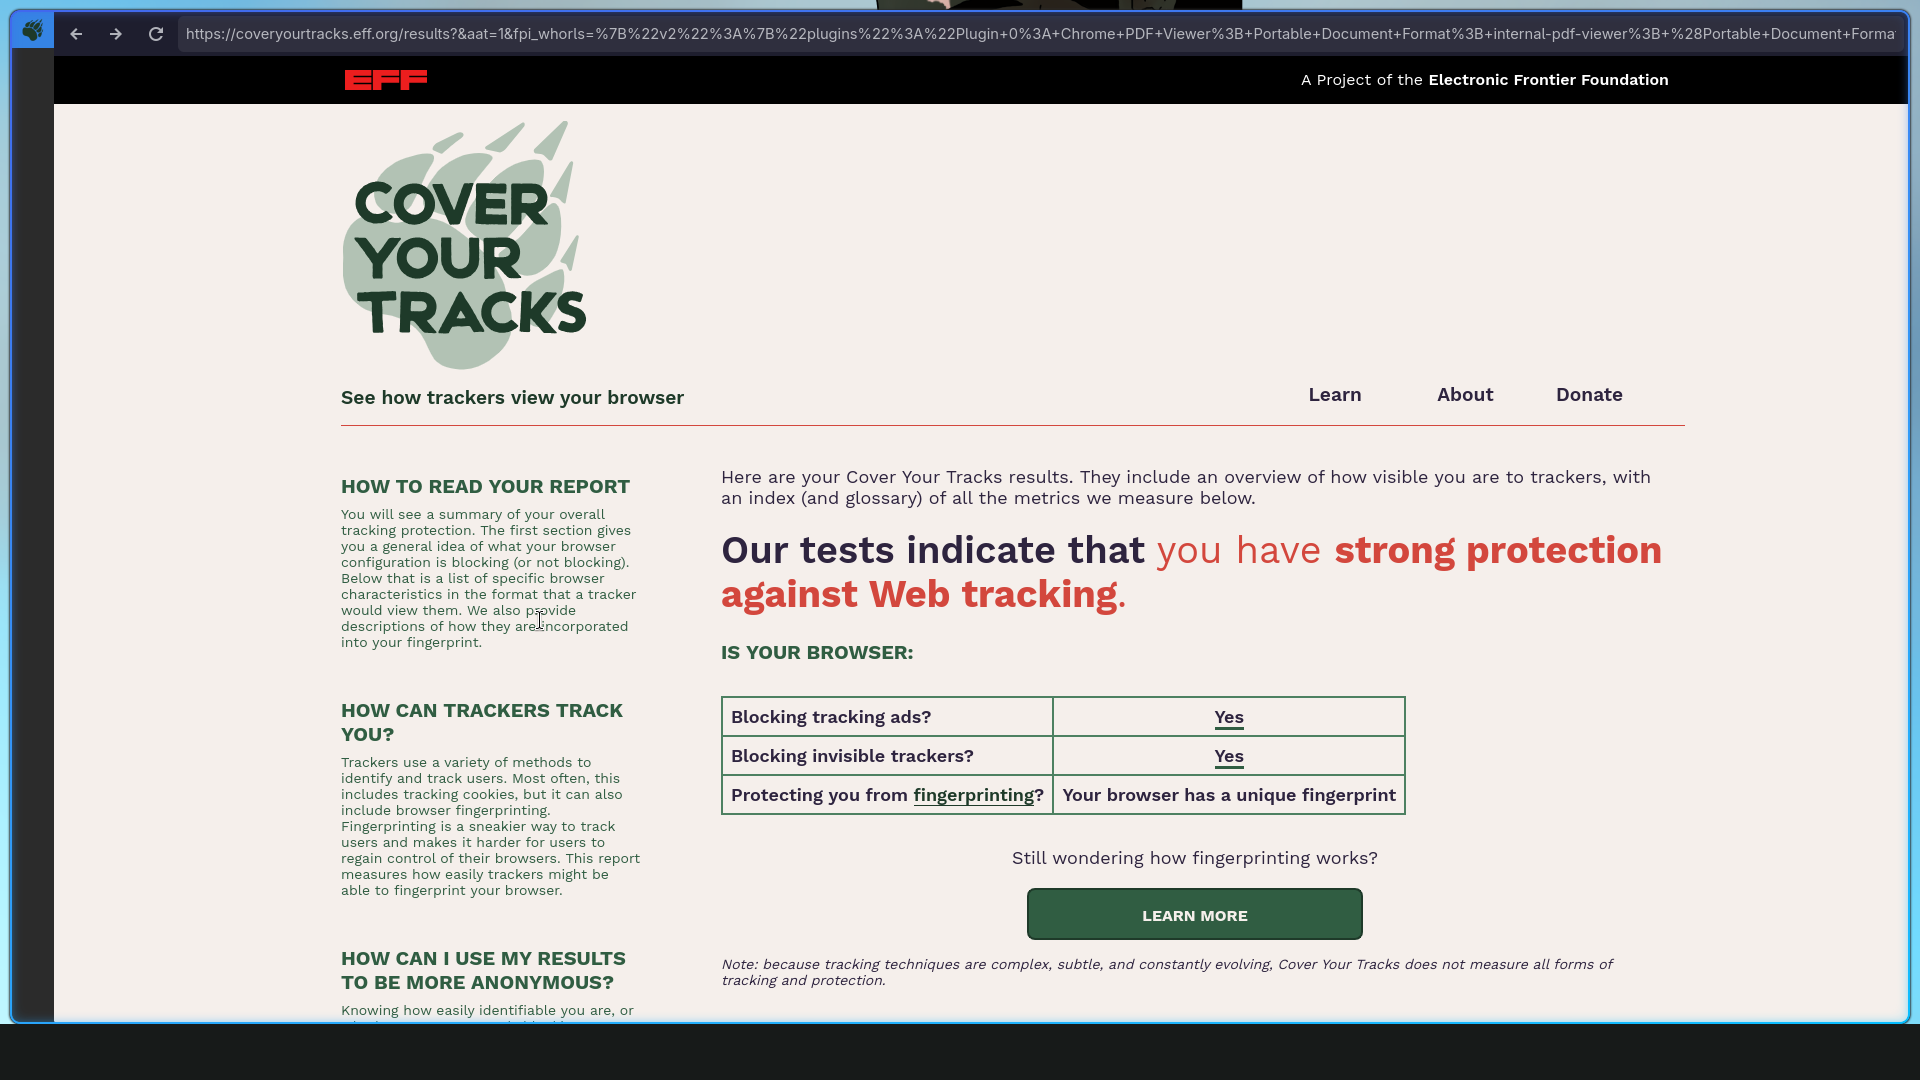 https://coveryourtracks.eff.org/results?&aat=1&fpi_whorls=%7B%22v2%22%3A%7B%22plugins%22%3A%22Plugin+0%3A+Chrome+PDF+Viewer%3B+Portable+Document+Format%3B+internal-pdf-viewer%3B+%28Portable+Document+Forma
EFF
A Project of the Electronic Frontier Foundation
COVER
YOUR
TRACKS
See how trackers view your browser
Learn About Donate
HOW TO READ YOUR REPORT
You will see a summary of your overall
tracking protection. The first section gives
you a general idea of what your browser
configuration is blocking (or not blocking).
Below that is a list of specific browser
characteristics in the format that a tracker
would view them. We also provide
descriptions of how they are incorporated
into your fingerprint.
HOW CAN TRACKERS TRACK
YOU?
Trackers use a variety of methods to
identify and track users. Most often, this
includes tracking cookies, but it can also
include browser fingerprinting.
Fingerprinting is a sneakier way to track
users and makes it harder for users to
regain control of their browsers. This report
measures how easily trackers might be
able to fingerprint your browser.
HOW CAN I USE MY RESULTS
TO BE MORE ANONYMOUS?
Knowing how easily identifiable you are, or
Here are your Cover Your Tracks results. They include an overview of how visible you are to trackers, with
an index (and glossary) of all the metrics we measure below.
Our tests indicate that you have strong protection
against Web tracking.
IS YOUR BROWSER:
Blocking tracking ads? Yes
Blocking invisible trackers? Yes
Protecting you from fingerprinting? Your browser has a unique fingerprint
Still wondering how fingerprinting works?
LEARN MORE
Note: because tracking techniques are complex, subtle, and constantly evolving, Cover Your Tracks does not measure all forms of
tracking and protection.